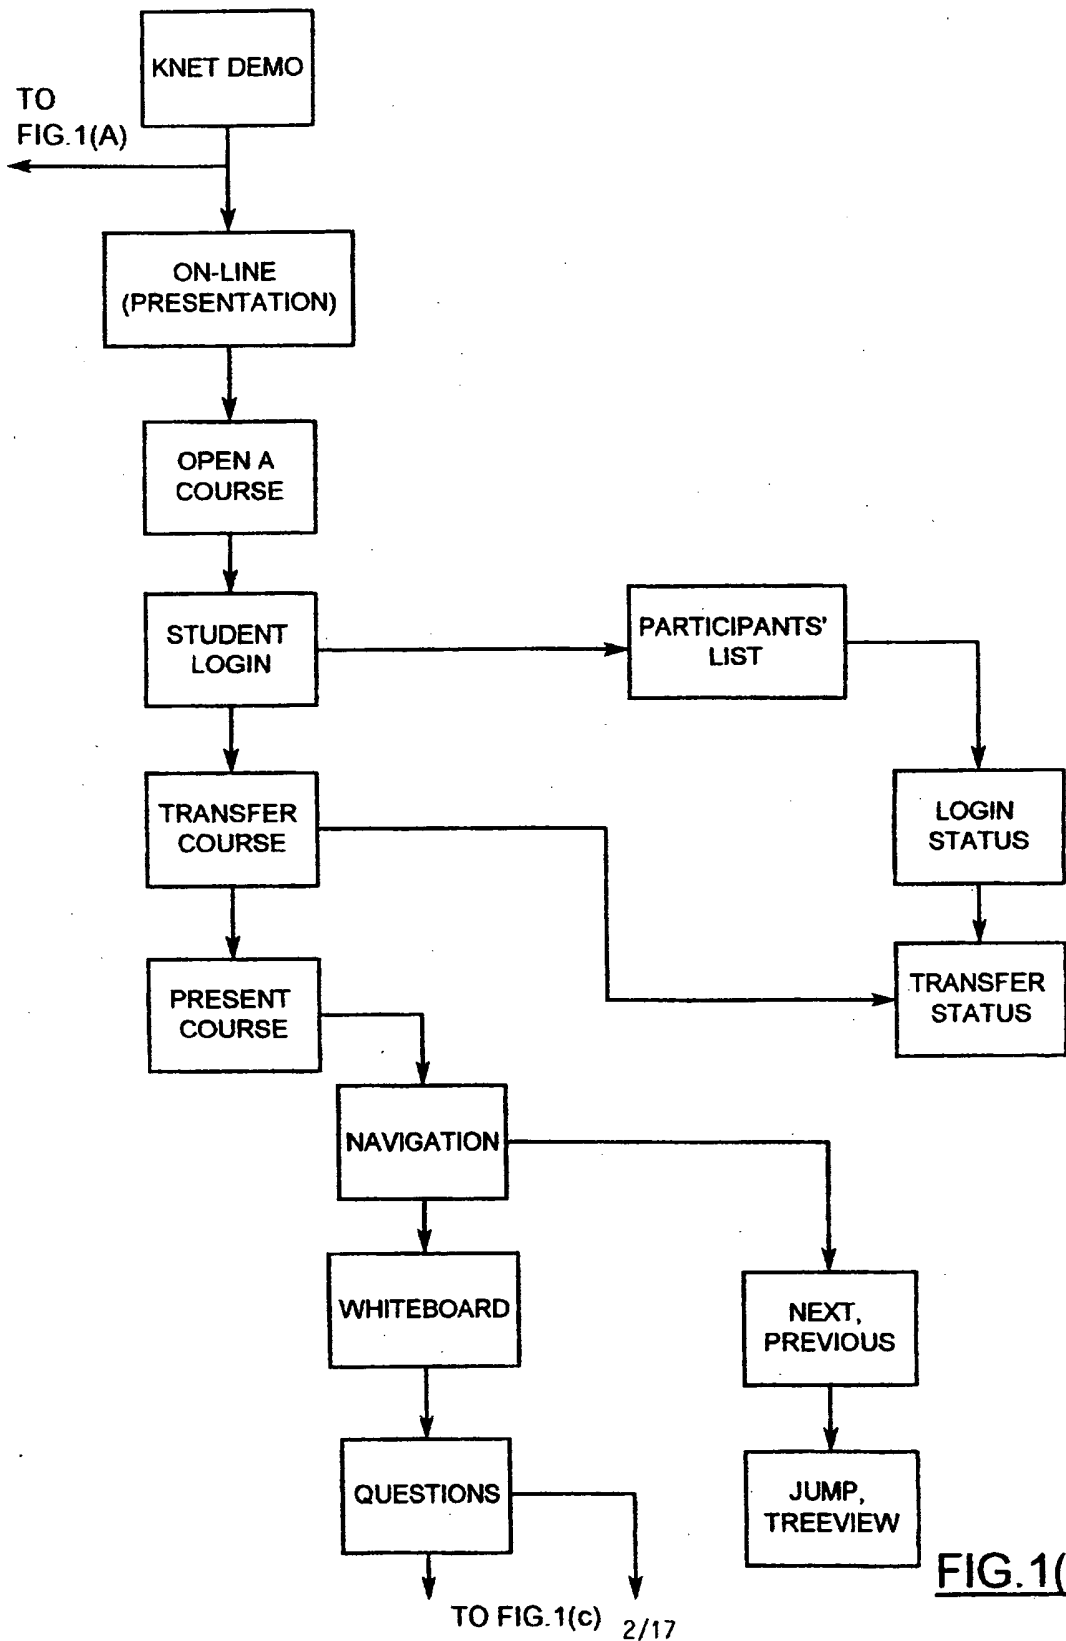 KNET DEMO
TO
FIG.1(A)
ON-LINE
(PRESENTATION)
OPEN A
COURSE
STUDENT
LOGIN
PARTICIPANTS'
LIST
TRANSFER
COURSE
LOGIN
STATUS
PRESENT
COURSE
TRANSFER
STATUS
NAVIGATION
WHITEBOARD
NEXT,
PREVIOUS
QUESTIONS
JUMP,
TREEVIEW
FIG.1(
TO FIG.1(c)
2/17